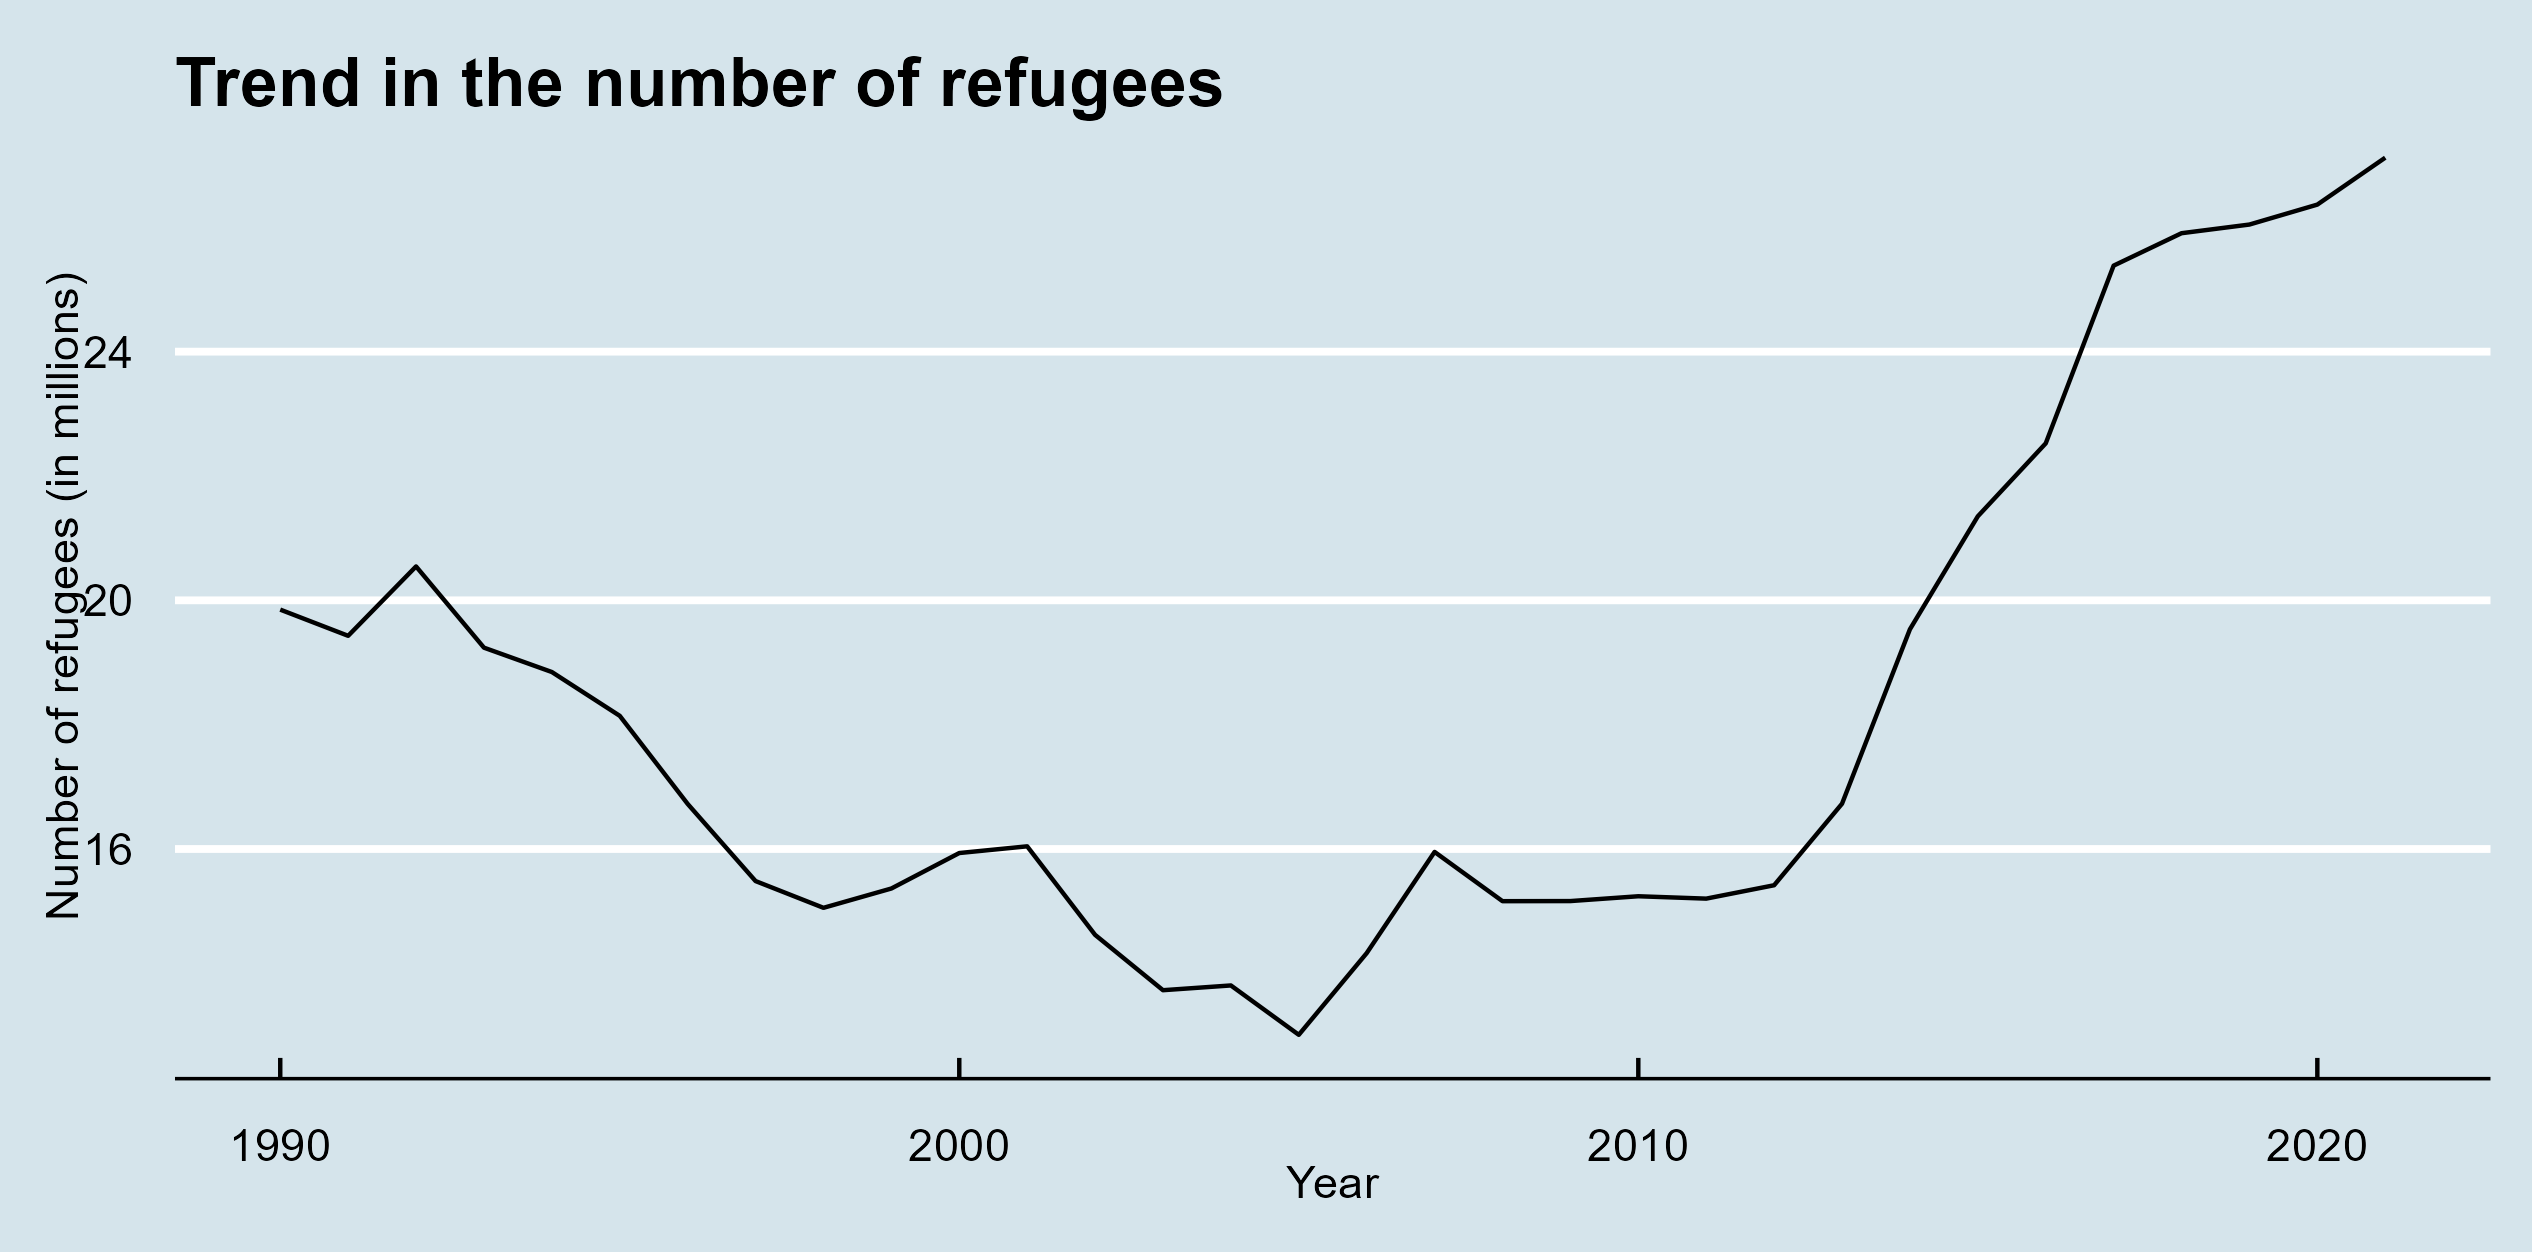 Trend in the number of refugees
Number of refugees (in millions)
24
20
16
1990 2000 2010 2020
Year